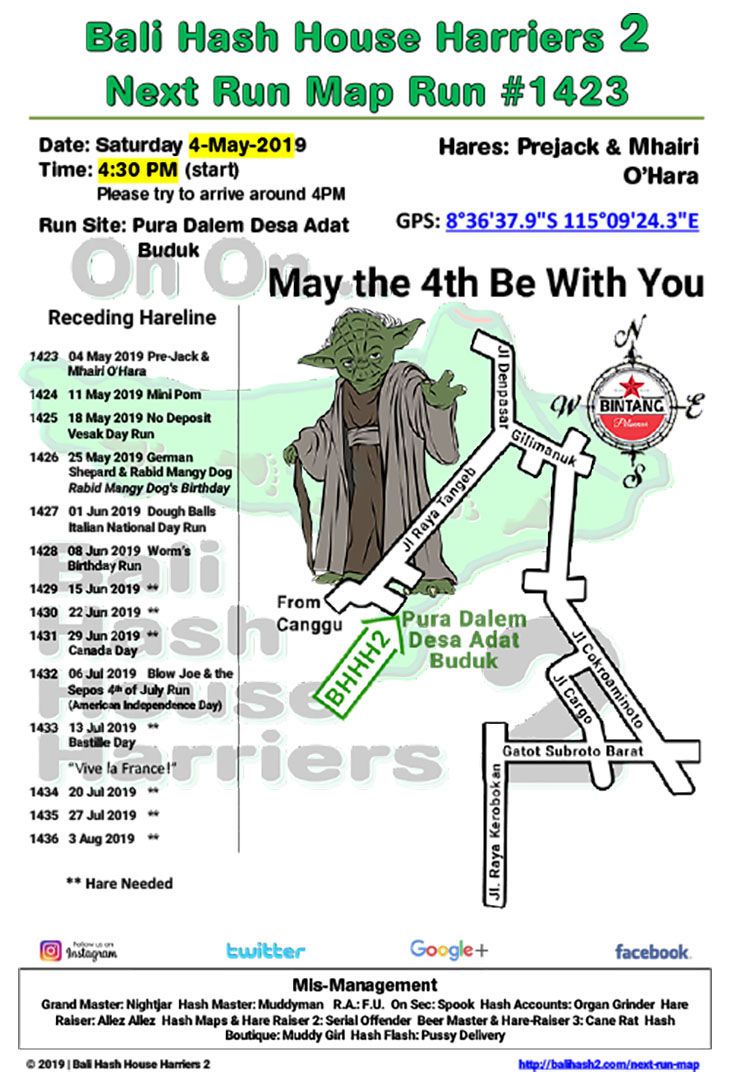 Bali Hash House Harriers 2
Next Run Map Run #1423
Date: Saturday 4-May-2019
Time: 4:30 PM (start)
Please try to arrive around 4PM
Run Site: Pura Dalem Desa Adat
Buduk
Hares: Prejack & Mhairi
O'Hara
GPS: 8°36'37.9"S 115°09'24.3"E
On On...
May the 4th Be With You
Receding Hareline
1423 04 May 2019 Pre-Jack &
Mhairi O'Hara
1424 11 May 2019 Mini Pom
1425 18 May 2019 No Deposit
Vesak Day Run
1426 25 May 2019 German
Shepard & Rabid Mangy Dog
Rabid Mangy Dog's Birthday
1427 01 Jun 2019 Dough Balls
Italian National Day Run
1428 08 Jun 2019 Worm's
Birthday Run
1429 15 Jun 2019 **
1430 22 Jun 2019 **
1431 29 Jun 2019 **
Canada Day
1432 06 Jul 2019 Blow Joe & the
Sepos 4th of July Run
(American Independence Day)
1433 13 Jul 2019 **
Bastille Day
"Vive la France!"
1434 20 Jul 2019 **
1435 27 Jul 2019 **
1436 3 Aug 2019 **
** Hare Needed
Bali
Hash
House
Harriers 2
N
W
E
S
BINTANG
Pilsener
Jl Denpasar
Gilimanuk
Jl Raya Tangeb
From
Canggu
Pura Dalem
Desa Adat
Buduk
BHHH2
Jl Cokroaminoto
Jl Cargo
Gatot Subroto Barat
Jl. Raya Kerobokan
Follow us on
Instagram
twitter
Google+
facebook.
Mis-Management
Grand Master: Nightjar Hash Master: Muddyman R.A.: F.U. On Sec: Spook Hash Accounts: Organ Grinder Hare
Raiser: Allez Allez Hash Maps & Hare Raiser 2: Serial Offender Beer Master & Hare-Raiser 3: Cane Rat Hash
Boutique: Muddy Girl Hash Flash: Pussy Delivery
© 2019 | Bali Hash House Harriers 2
http://balihash2.com/next-run-map